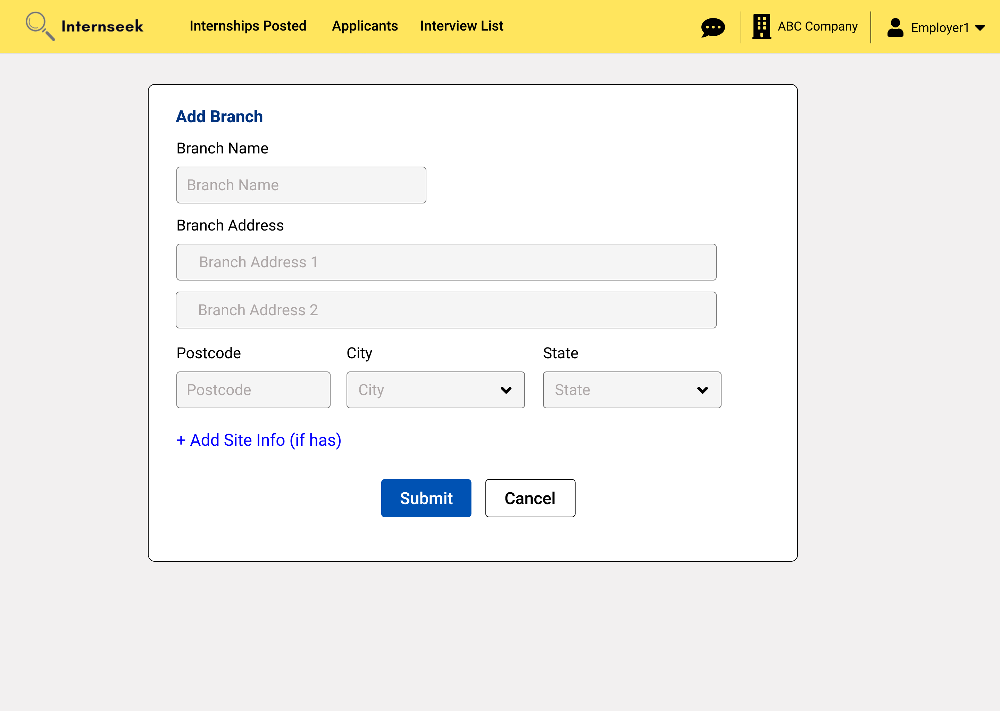 Internseek Internships Posted Applicants Interview List ABC Company Employer1
Add Branch
Branch Name
Branch Name
Branch Address
Branch Address 1
Branch Address 2
Postcode City State
Postcode City State
+ Add Site Info (if has)
Submit Cancel